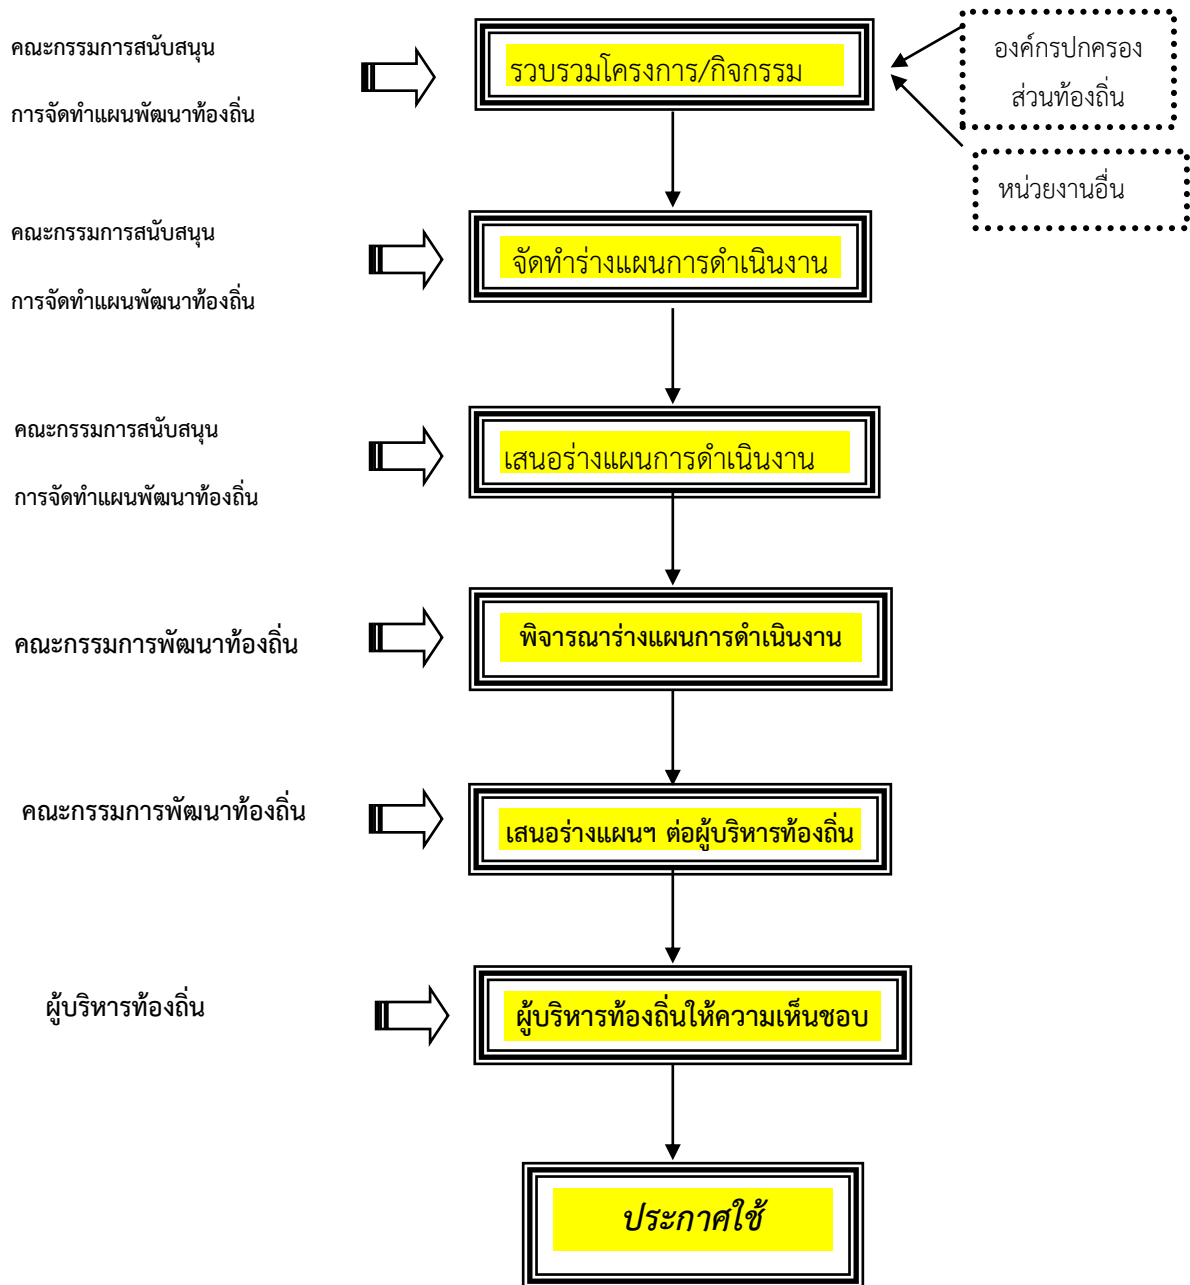 คณะกรรมการสนับสนุน
การจัดทำแผนพัฒนาท้องถิ่น
รวบรวมโครงการ/กิจกรรม
องค์กรปกครอง
ส่วนท้องถิ่น
หน่วยงานอื่น
คณะกรรมการสนับสนุน
การจัดทำแผนพัฒนาท้องถิ่น
จัดทำร่างแผนการดำเนินงาน
คณะกรรมการสนับสนุน
การจัดทำแผนพัฒนาท้องถิ่น
เสนอร่างแผนการดำเนินงาน
คณะกรรมการพัฒนาท้องถิ่น
พิจารณาร่างแผนการดำเนินงาน
คณะกรรมการพัฒนาท้องถิ่น
เสนอร่างแผนฯ ต่อผู้บริหารท้องถิ่น
ผู้บริหารท้องถิ่น
ผู้บริหารท้องถิ่นให้ความเห็นชอบ
ประกาศใช้